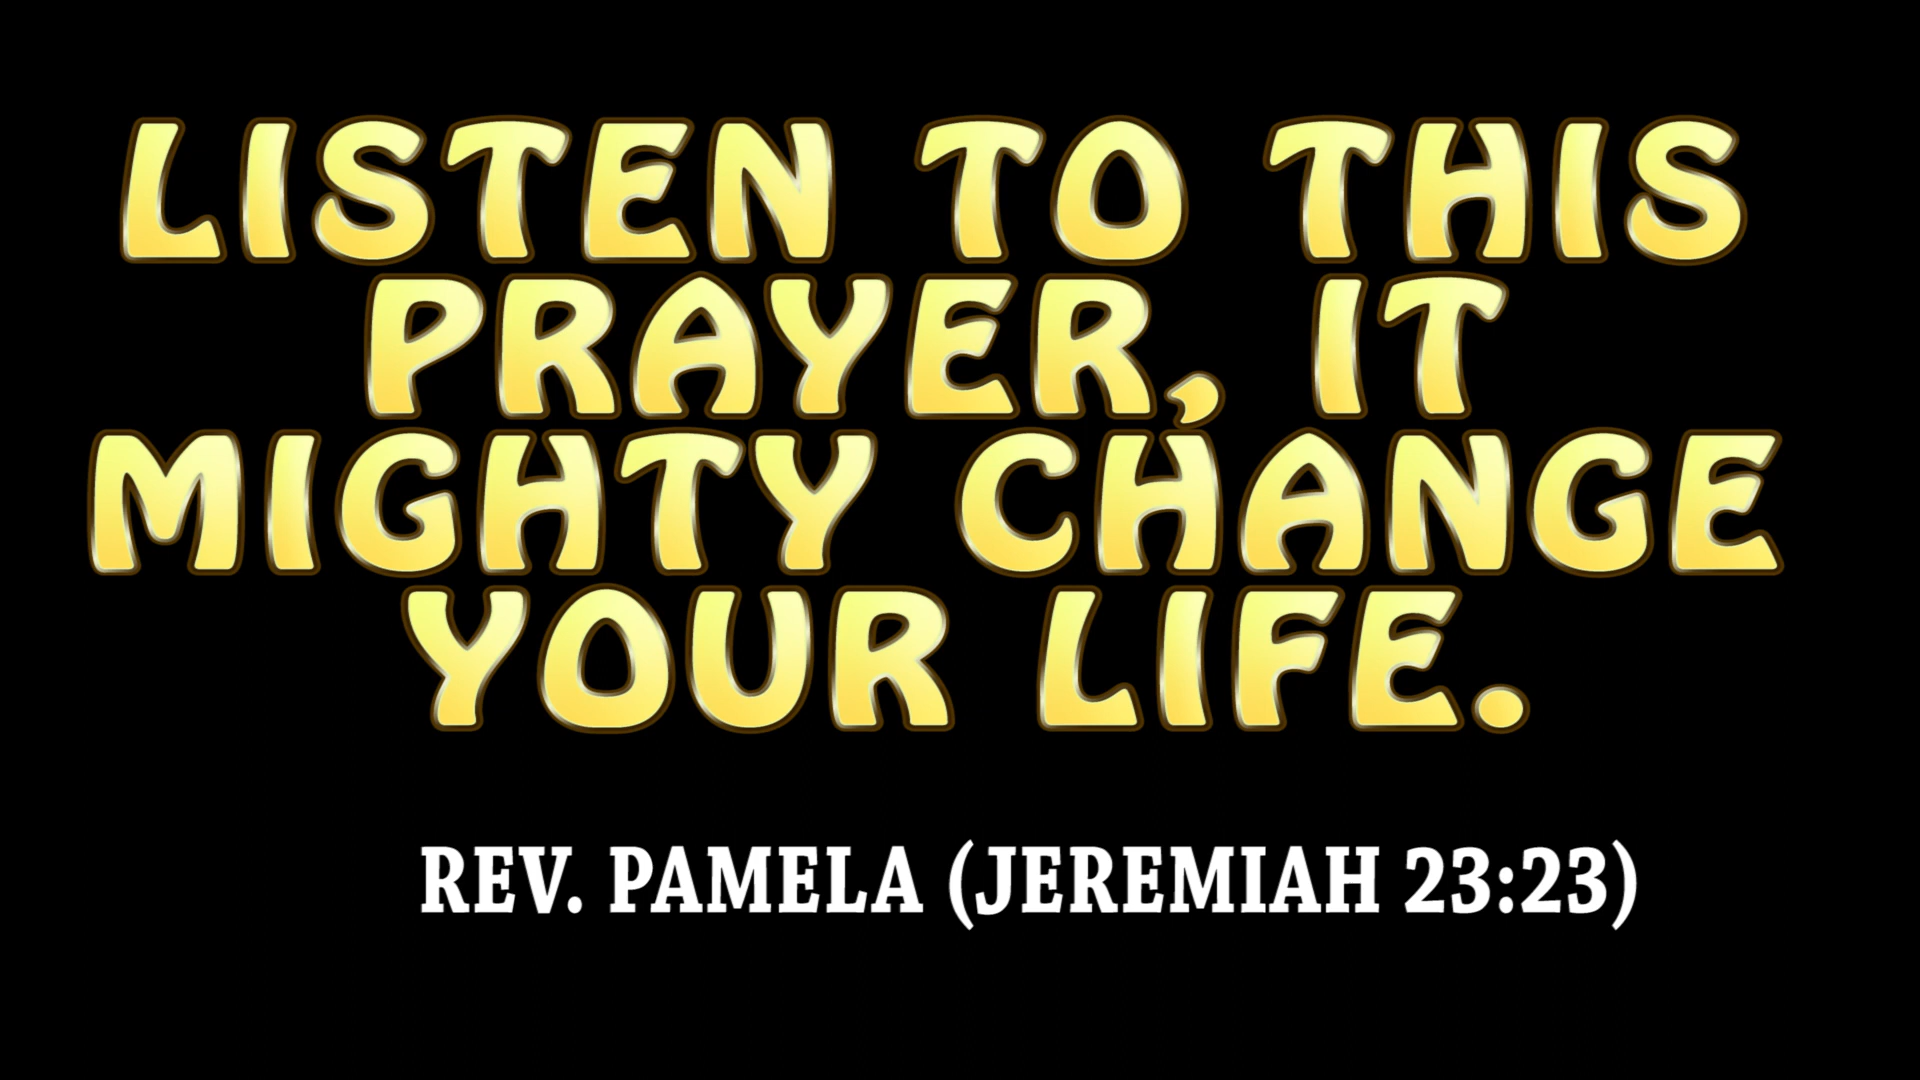 LISTEN TO THIS
PRAYER, IT
MIGHTY CHANGE
YOUR LIFE.
REV. PAMELA (JEREMIAH 23:23)